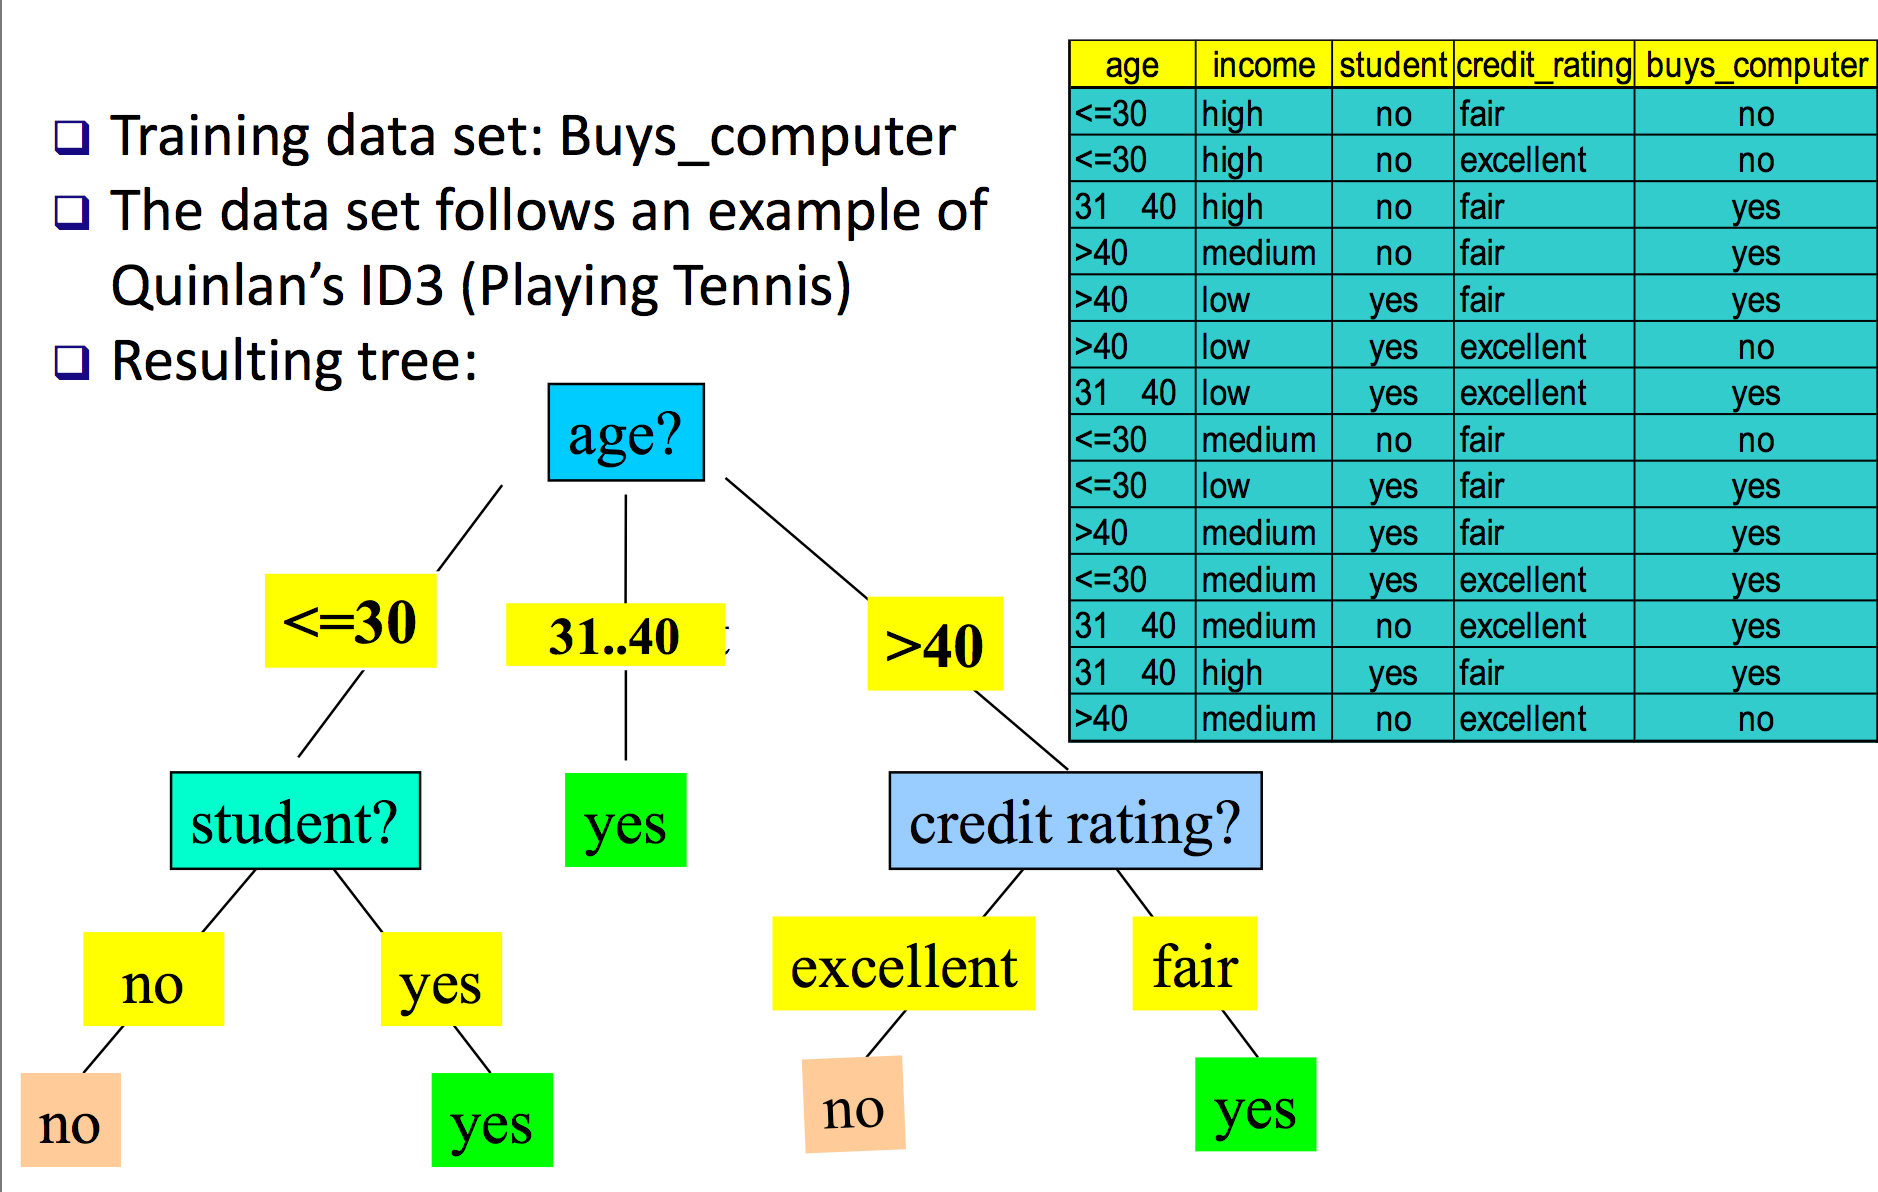 ❑ Training data set: Buys_computer
❑ The data set follows an example of
Quinlan’s ID3 (Playing Tennis)
❑ Resulting tree:
age income student credit_rating buys_computer
<=30 high no fair no
<=30 high no excellent no
31 40 high no fair yes
>40 medium no fair yes
>40 low yes fair yes
>40 low yes excellent no
31 40 low yes excellent yes
<=30 medium no fair no
<=30 low yes fair yes
>40 medium yes fair yes
<=30 medium yes excellent yes
31 40 medium no excellent yes
31 40 high yes fair yes
>40 medium no excellent no
age?
<=30 31..40 >40
student? yes credit rating?
no yes excellent fair
no yes no yes